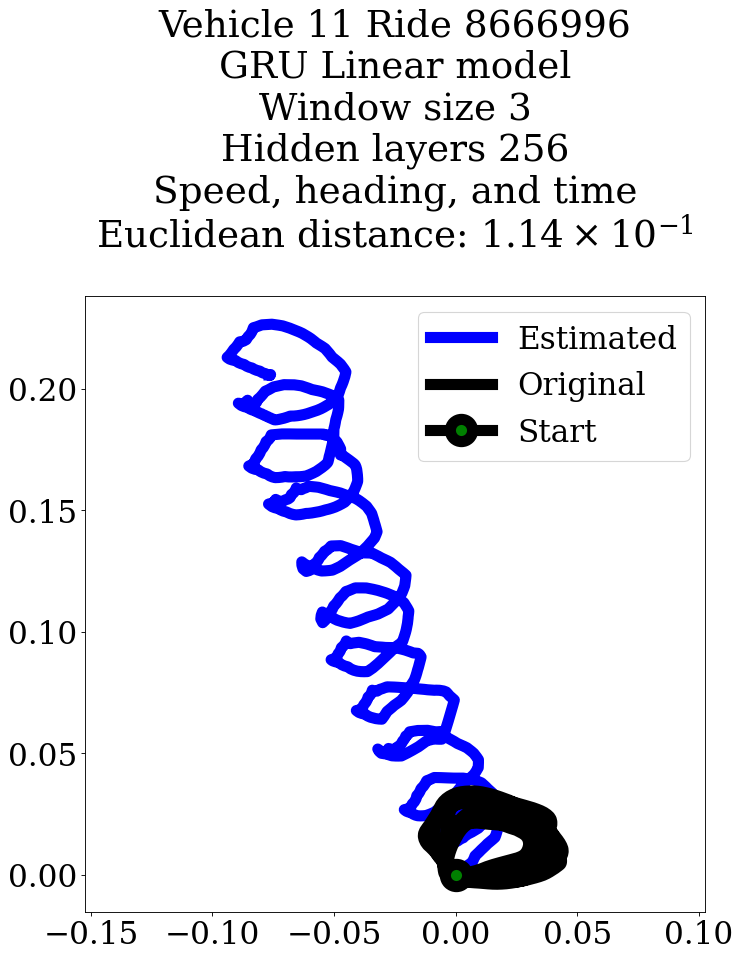 Vehicle 11 Ride 8666996
GRU Linear model
Window size 3
Hidden layers 256
Speed, heading, and time
Euclidean distance: 1.14 × 10⁻¹
Estimated
Original
Start
0.20
0.15
0.10
0.05
0.00
−0.15 −0.10 −0.05 0.00 0.05 0.10